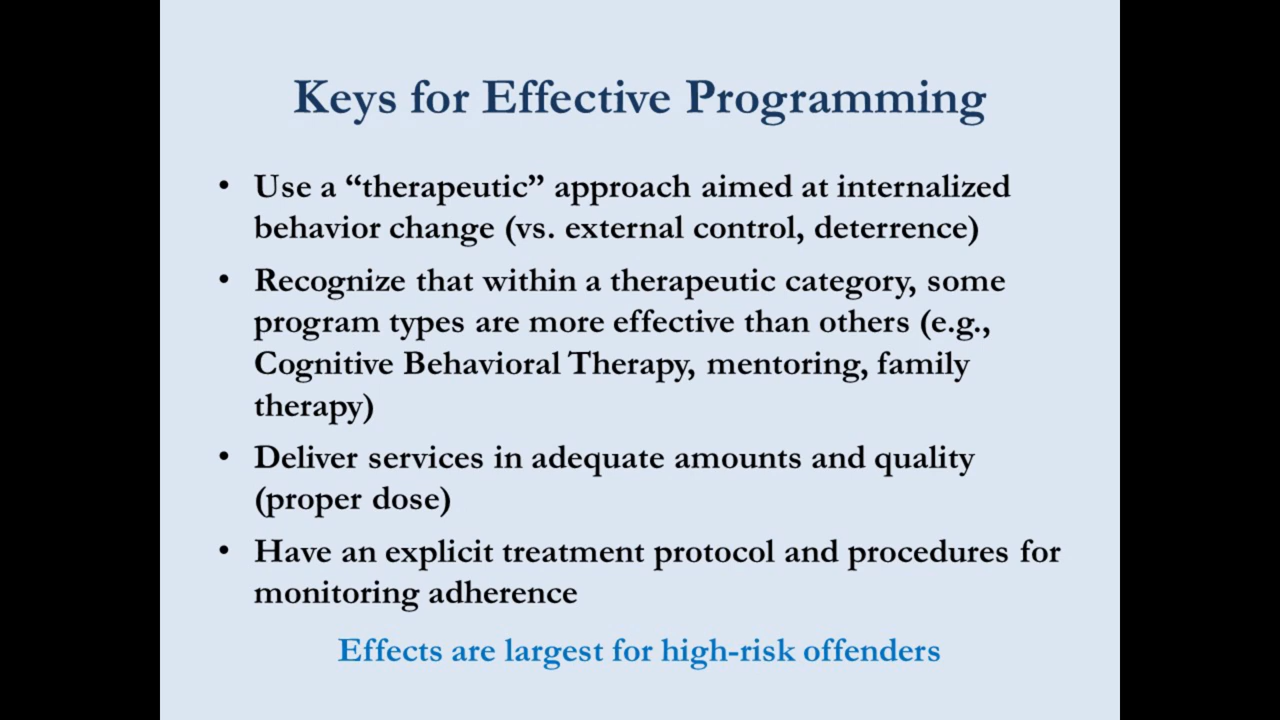 Keys for Effective Programming
• Use a “therapeutic” approach aimed at internalized
behavior change (vs. external control, deterrence)
• Recognize that within a therapeutic category, some
program types are more effective than others (e.g.,
Cognitive Behavioral Therapy, mentoring, family
therapy)
• Deliver services in adequate amounts and quality
(proper dose)
• Have an explicit treatment protocol and procedures for
monitoring adherence
Effects are largest for high-risk offenders